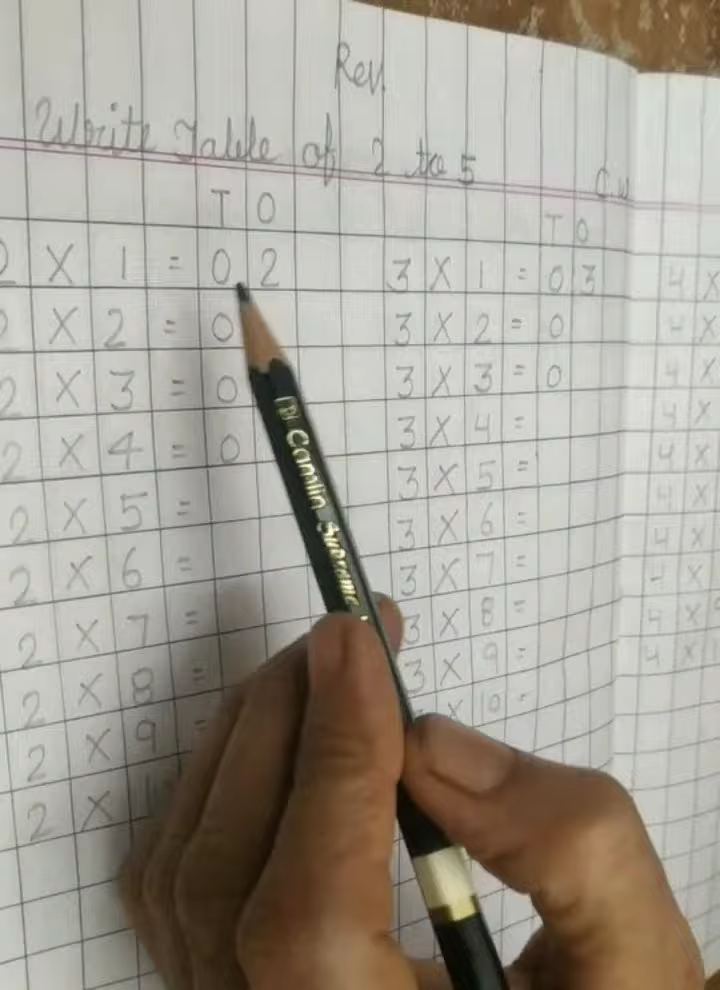 Rev.
Write Table of 2 to 5
C.W
T O
T O
2 X 1 = 0 2
2 X 2 = 0
2 X 3 = 0
2 X 4 = 0
2 X 5 =
2 X 6 =
2 X 7 =
2 X 8 =
2 X 9 =
2 X
3 X 1 = 0 3
3 X 2 = 0
3 X 3 = 0
3 X 4 =
3 X 5 =
3 X 6 =
3 X 7 =
3 X 8 =
3 X 9 =
X 10 =
4 X
4 X
4 X
4 X
4 X
4 X
4 X
4 X
4 X
4 X
Camlin Supreme